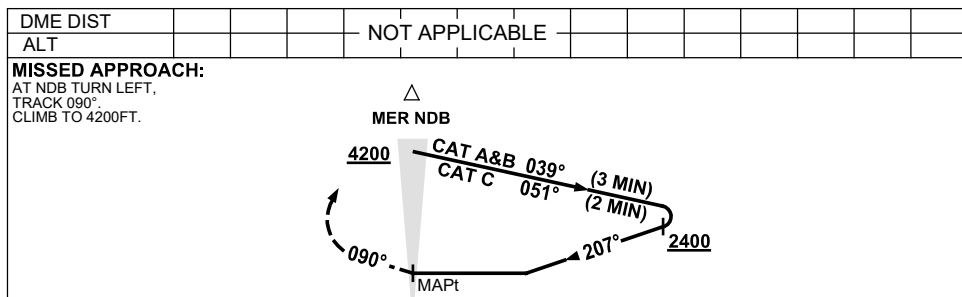 DME DIST
NOT APPLICABLE
ALT
MISSED APPROACH:
AT NDB TURN LEFT,
TRACK 090°.
CLIMB TO 4200FT.
MER NDB
4200
CAT A&B 039° (3 MIN)
CAT C 051° (2 MIN)
2400
207°
090°
MAPt